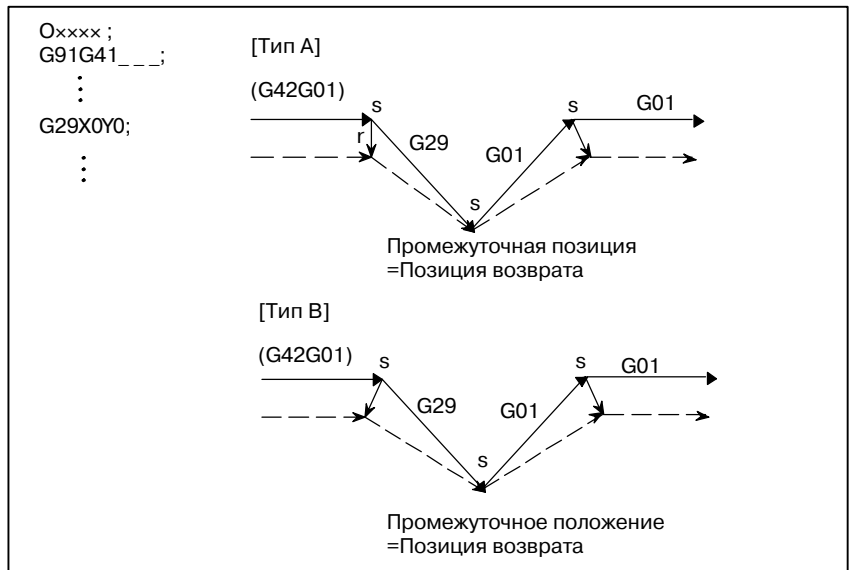 O×××× ;
G91G41_ _ _;
G29X0Y0;
[Тип A]
(G42G01)
s
s
G01
r
G29
G01
s
Промежуточная позиция
=Позиция возврата
[Тип B]
(G42G01)
s
s
G01
G29
G01
s
Промежуточное положение
=Позиция возврата